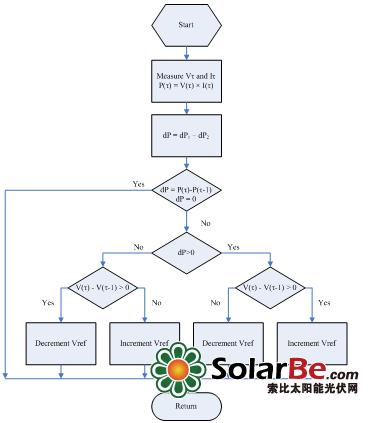 Start
Measure Vτ and Iτ
P(τ) = V(τ) × I(τ)
dP = dP₁ − dP₂
dP = P(τ)-P(τ-1)
dP = 0
Yes
No
dP>0
No
Yes
V(τ) - V(τ-1) > 0
V(τ) - V(τ-1) > 0
Yes
No
No
Yes
Decrement Vref
Increment Vref
Decrement Vref
Increment Vref
SolarBe.com
索比太阳能光伏网
Return